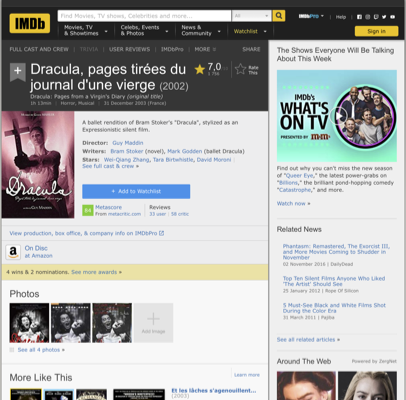 IMDb
Find Movies, TV shows, Celebrities and more...
All
IMDbPro
Help
Movies, TV
& Showtimes
Celebs, Events
& Photos
News &
Community
Watchlist
Sign in
FULL CAST AND CREW
TRIVIA
USER REVIEWS
IMDbPro
MORE
SHARE
Dracula, pages tirées du
journal d'une vierge (2002)
7,0
Rate
This
Dracula: Pages from a Virgin's Diary (original title)
1h 13min | Horror, Musical | 31 December 2003 (France)
A ballet rendition of Bram Stoker's "Dracula", stylized as an
Expressionistic silent film.
Director: Guy Maddin
Writers: Bram Stoker (novel), Mark Godden (ballet Dracula)
Stars: Wei-Qiang Zhang, Tara Birtwhistle, David Moroni |
See full cast & crew »
Dracula
+ Add to Watchlist
84
Metascore
From metacritic.com
Reviews
33 user | 58 critic
View production, box office, & company info on IMDbPro
a
On Disc
at Amazon
4 wins & 2 nominations. See more awards »
Photos
Add Image
See all 4 photos »
More Like This
Learn more
Et les lâches s'agenouillent...
(2003)
The Shows Everyone Will Be Talking
About This Week
IMDb's
WHAT'S
ON TV
PRESENTED BY
Find out why you can't miss the new season
of "Queer Eye," the latest power-grabs on
"Billions," the brilliant pond-hopping comedy
"Catastrophe," and more.
Watch now »
Related News
Phantasm: Remastered, The Exorcist III,
and More Movies Coming to Shudder in
November
02 November 2016 | DailyDead
Top Ten Silent Films Anyone Who Liked
'The Artist' Should See
25 January 2012 | Rope Of Silicon
5 Must-See Black and White Films Shot
During the Color Era
31 March 2011 | Pajiba
See all related articles »
Around The Web
Powered by ZergNet